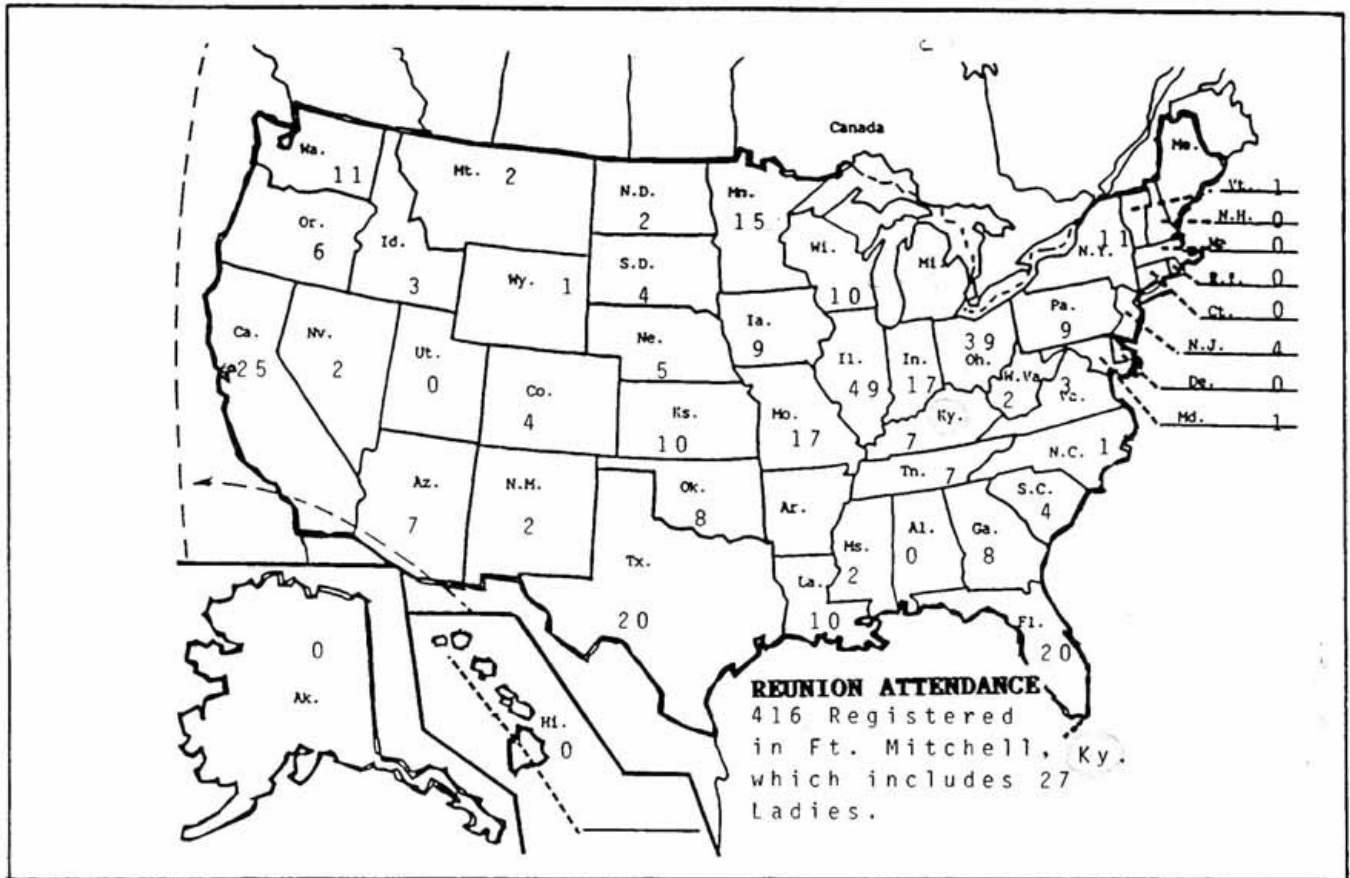 Canada
Me.
Wa.
11
Mt. 2
N.D.
2
Mn.
15
Vt. 1
N.H. 0
0
R.I. 0
Ct. 0
N.J. 4
De. 0
Md. 1
Or.
6
Id.
3
Wy. 1
S.D.
4
Wi.
10
Mi.
11
N.Y.
Pa.
9
Ca.
25
Nv.
2
Ut.
0
Co.
4
Ne.
5
Ia.
9
Il.
49
In.
17
39
Oh.
W.Va
2
3
Va.
Ks.
10
Mo.
17
Ky.
7
Tn. 7
N.C. 1
S.C.
4
Az.
7
N.M.
2
Ok.
8
Ar.
Ms.
2
Al.
0
Ga.
8
Tx.
20
La.
10
Fl.
20
0
Ak.
Hi.
0
REUNION ATTENDANCE
416 Registered
in Ft. Mitchell, Ky.
which includes 27
Ladies.